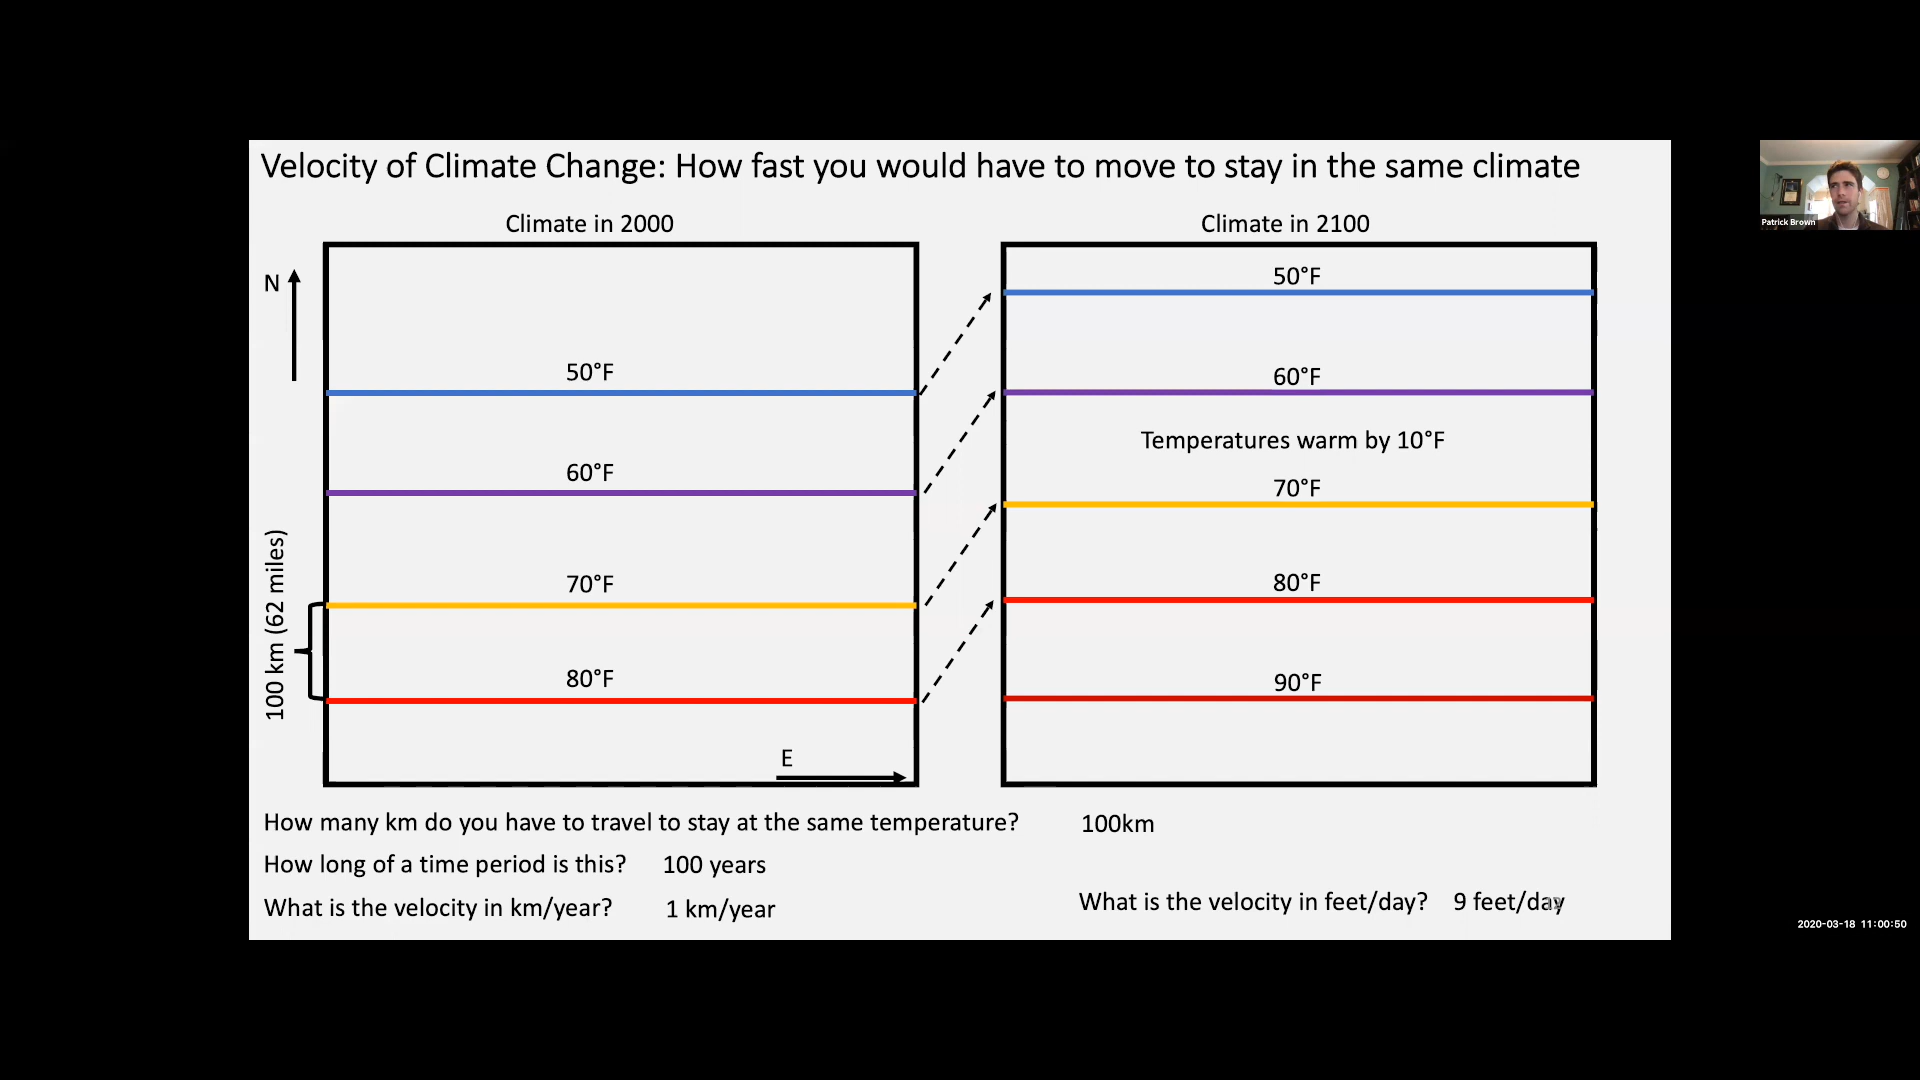 Velocity of Climate Change: How fast you would have to move to stay in the same climate
Climate in 2000
Climate in 2100
N
50°F
60°F
70°F
80°F
100 km (62 miles)
E
50°F
60°F
Temperatures warm by 10°F
70°F
80°F
90°F
How many km do you have to travel to stay at the same temperature? 100km
How long of a time period is this? 100 years
What is the velocity in km/year? 1 km/year
What is the velocity in feet/day? 9 feet/day
Patrick Brown
2020-03-18 11:00:50